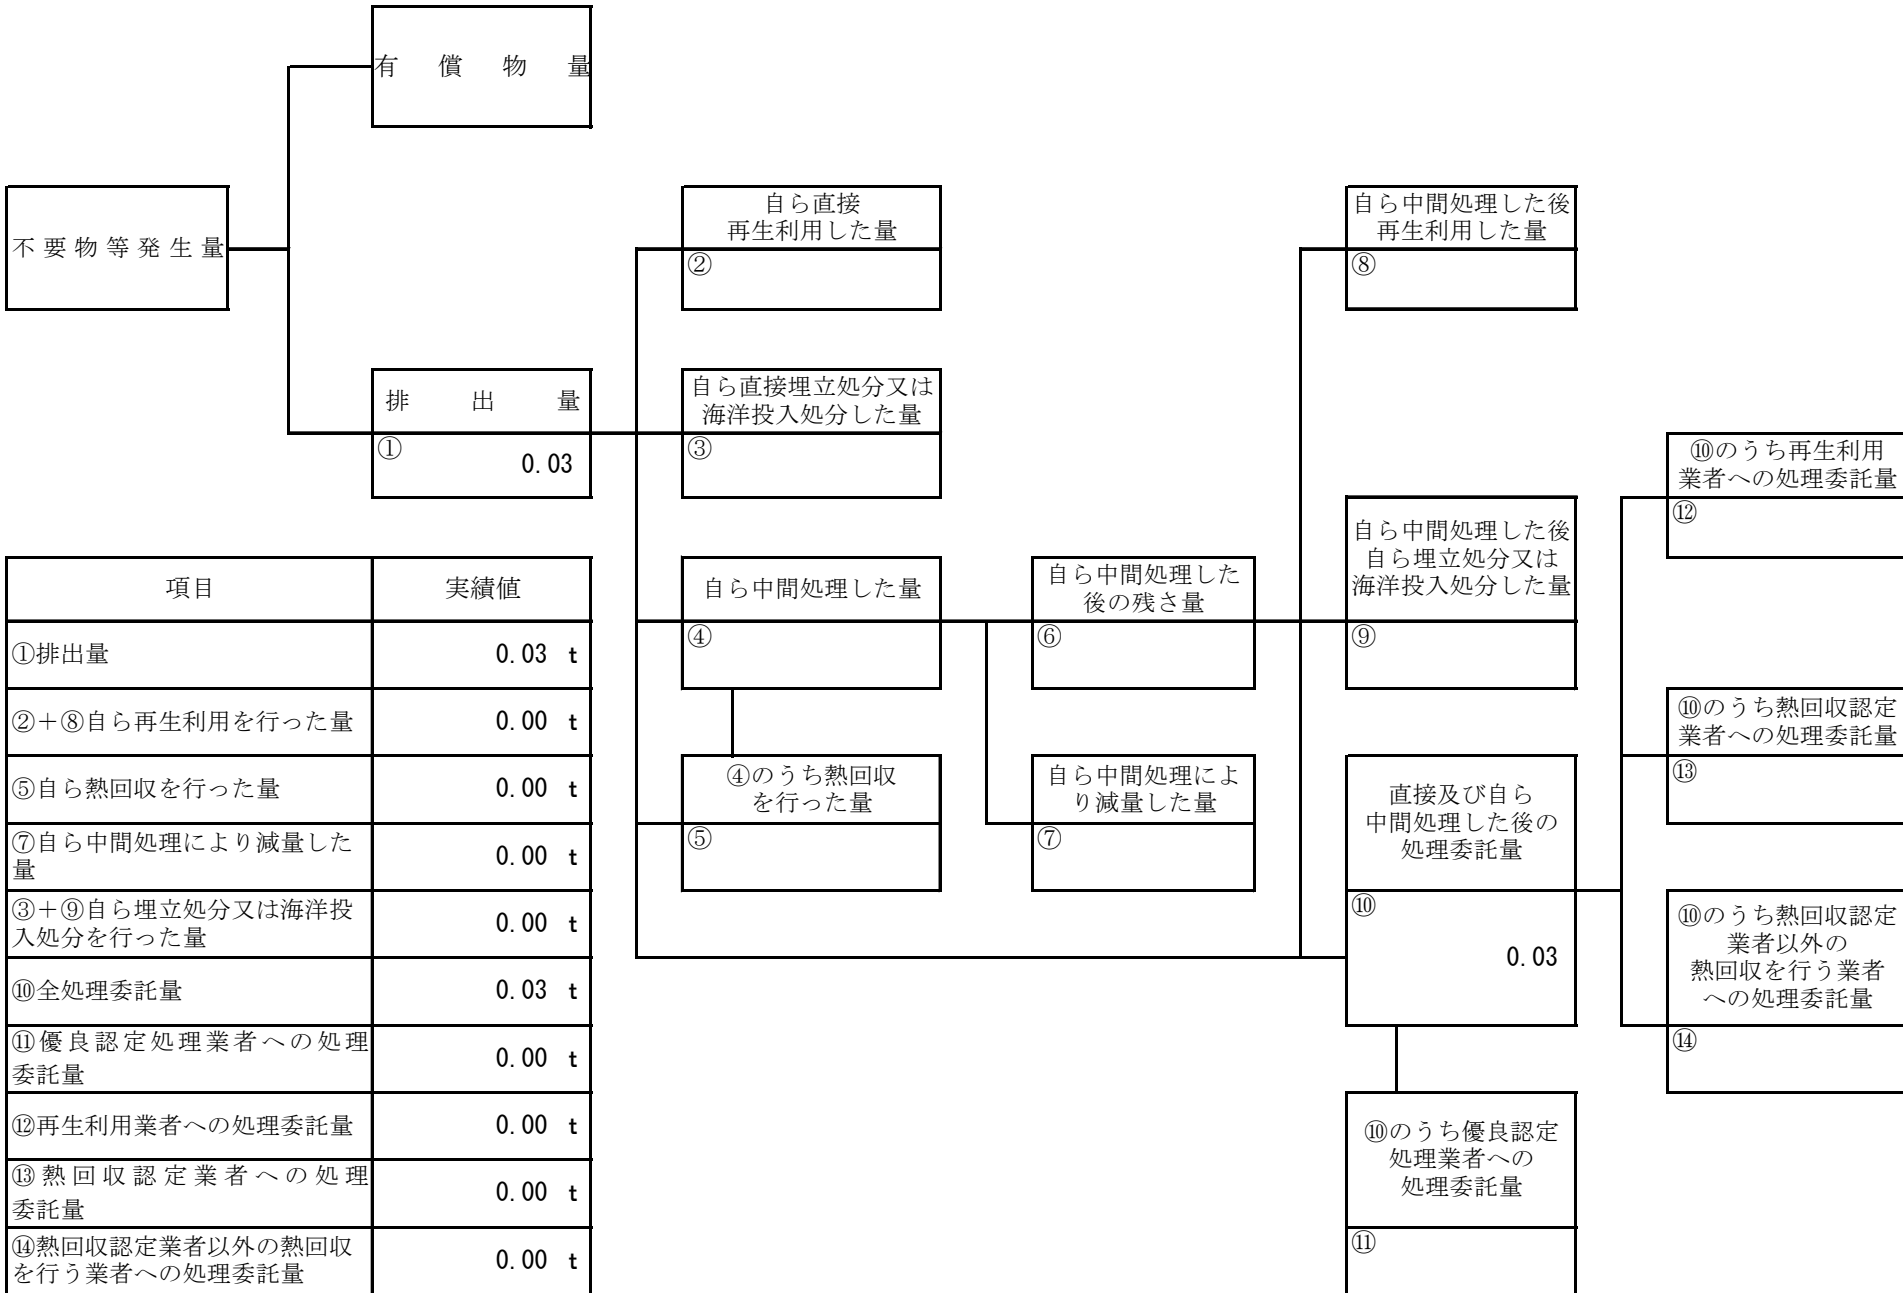 有償物量
不要物等発生量
自ら直接
再生利用した量
②
自ら中間処理した後
再生利用した量
⑧
排出量
①
0.03
自ら直接埋立処分又は
海洋投入処分した量
③
⑩のうち再生利用
業者への処理委託量
⑫
自ら中間処理した量
④
自ら中間処理した
後の残さ量
⑥
自ら中間処理した後
自ら埋立処分又は
海洋投入処分した量
⑨
⑩のうち熱回収認定
業者への処理委託量
⑬
④のうち熱回収
を行った量
⑤
自ら中間処理によ
り減量した量
⑦
直接及び自ら
中間処理した後の
処理委託量
⑩
0.03
⑩のうち熱回収認定
業者以外の
熱回収を行う業者
への処理委託量
⑭
⑩のうち優良認定
処理業者への
処理委託量
⑪
項目 実績値
①排出量 0.03 t
②+⑧自ら再生利用を行った量 0.00 t
⑤自ら熱回収を行った量 0.00 t
⑦自ら中間処理により減量した
量 0.00 t
③+⑨自ら埋立処分又は海洋投
入処分を行った量 0.00 t
⑩全処理委託量 0.03 t
⑪優良認定処理業者への処理
委託量 0.00 t
⑫再生利用業者への処理委託量 0.00 t
⑬熱回収認定業者への処理
委託量 0.00 t
⑭熱回収認定業者以外の熱回収
を行う業者への処理委託量 0.00 t